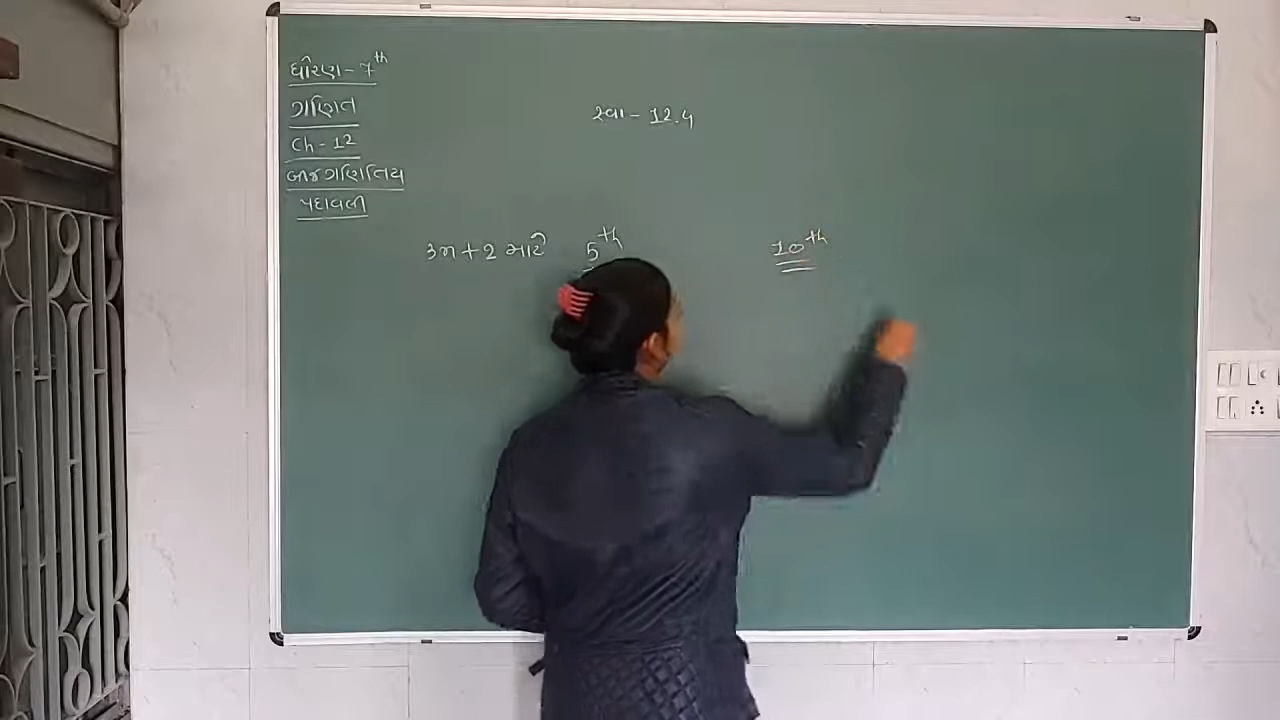 ધોરણ - 7th
ગણિત
Ch - 12
બીજગણિતિય
પદાવલી
સ્વા - 12.4
3n + 2 માટે 5th 10th